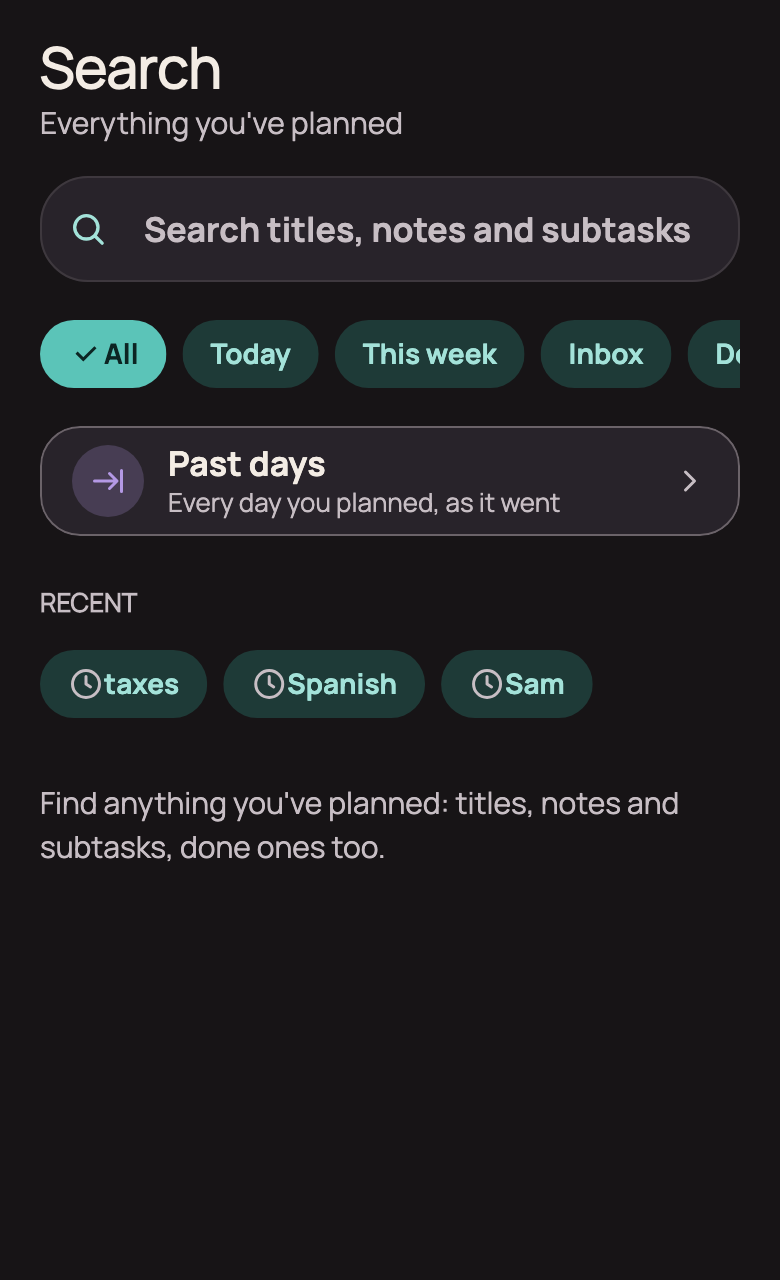 Search
Everything you've planned
Search titles, notes and subtasks
All Today This week Inbox
Past days
Every day you planned, as it went
RECENT
taxes Spanish Sam
Find anything you've planned: titles, notes and
subtasks, done ones too.